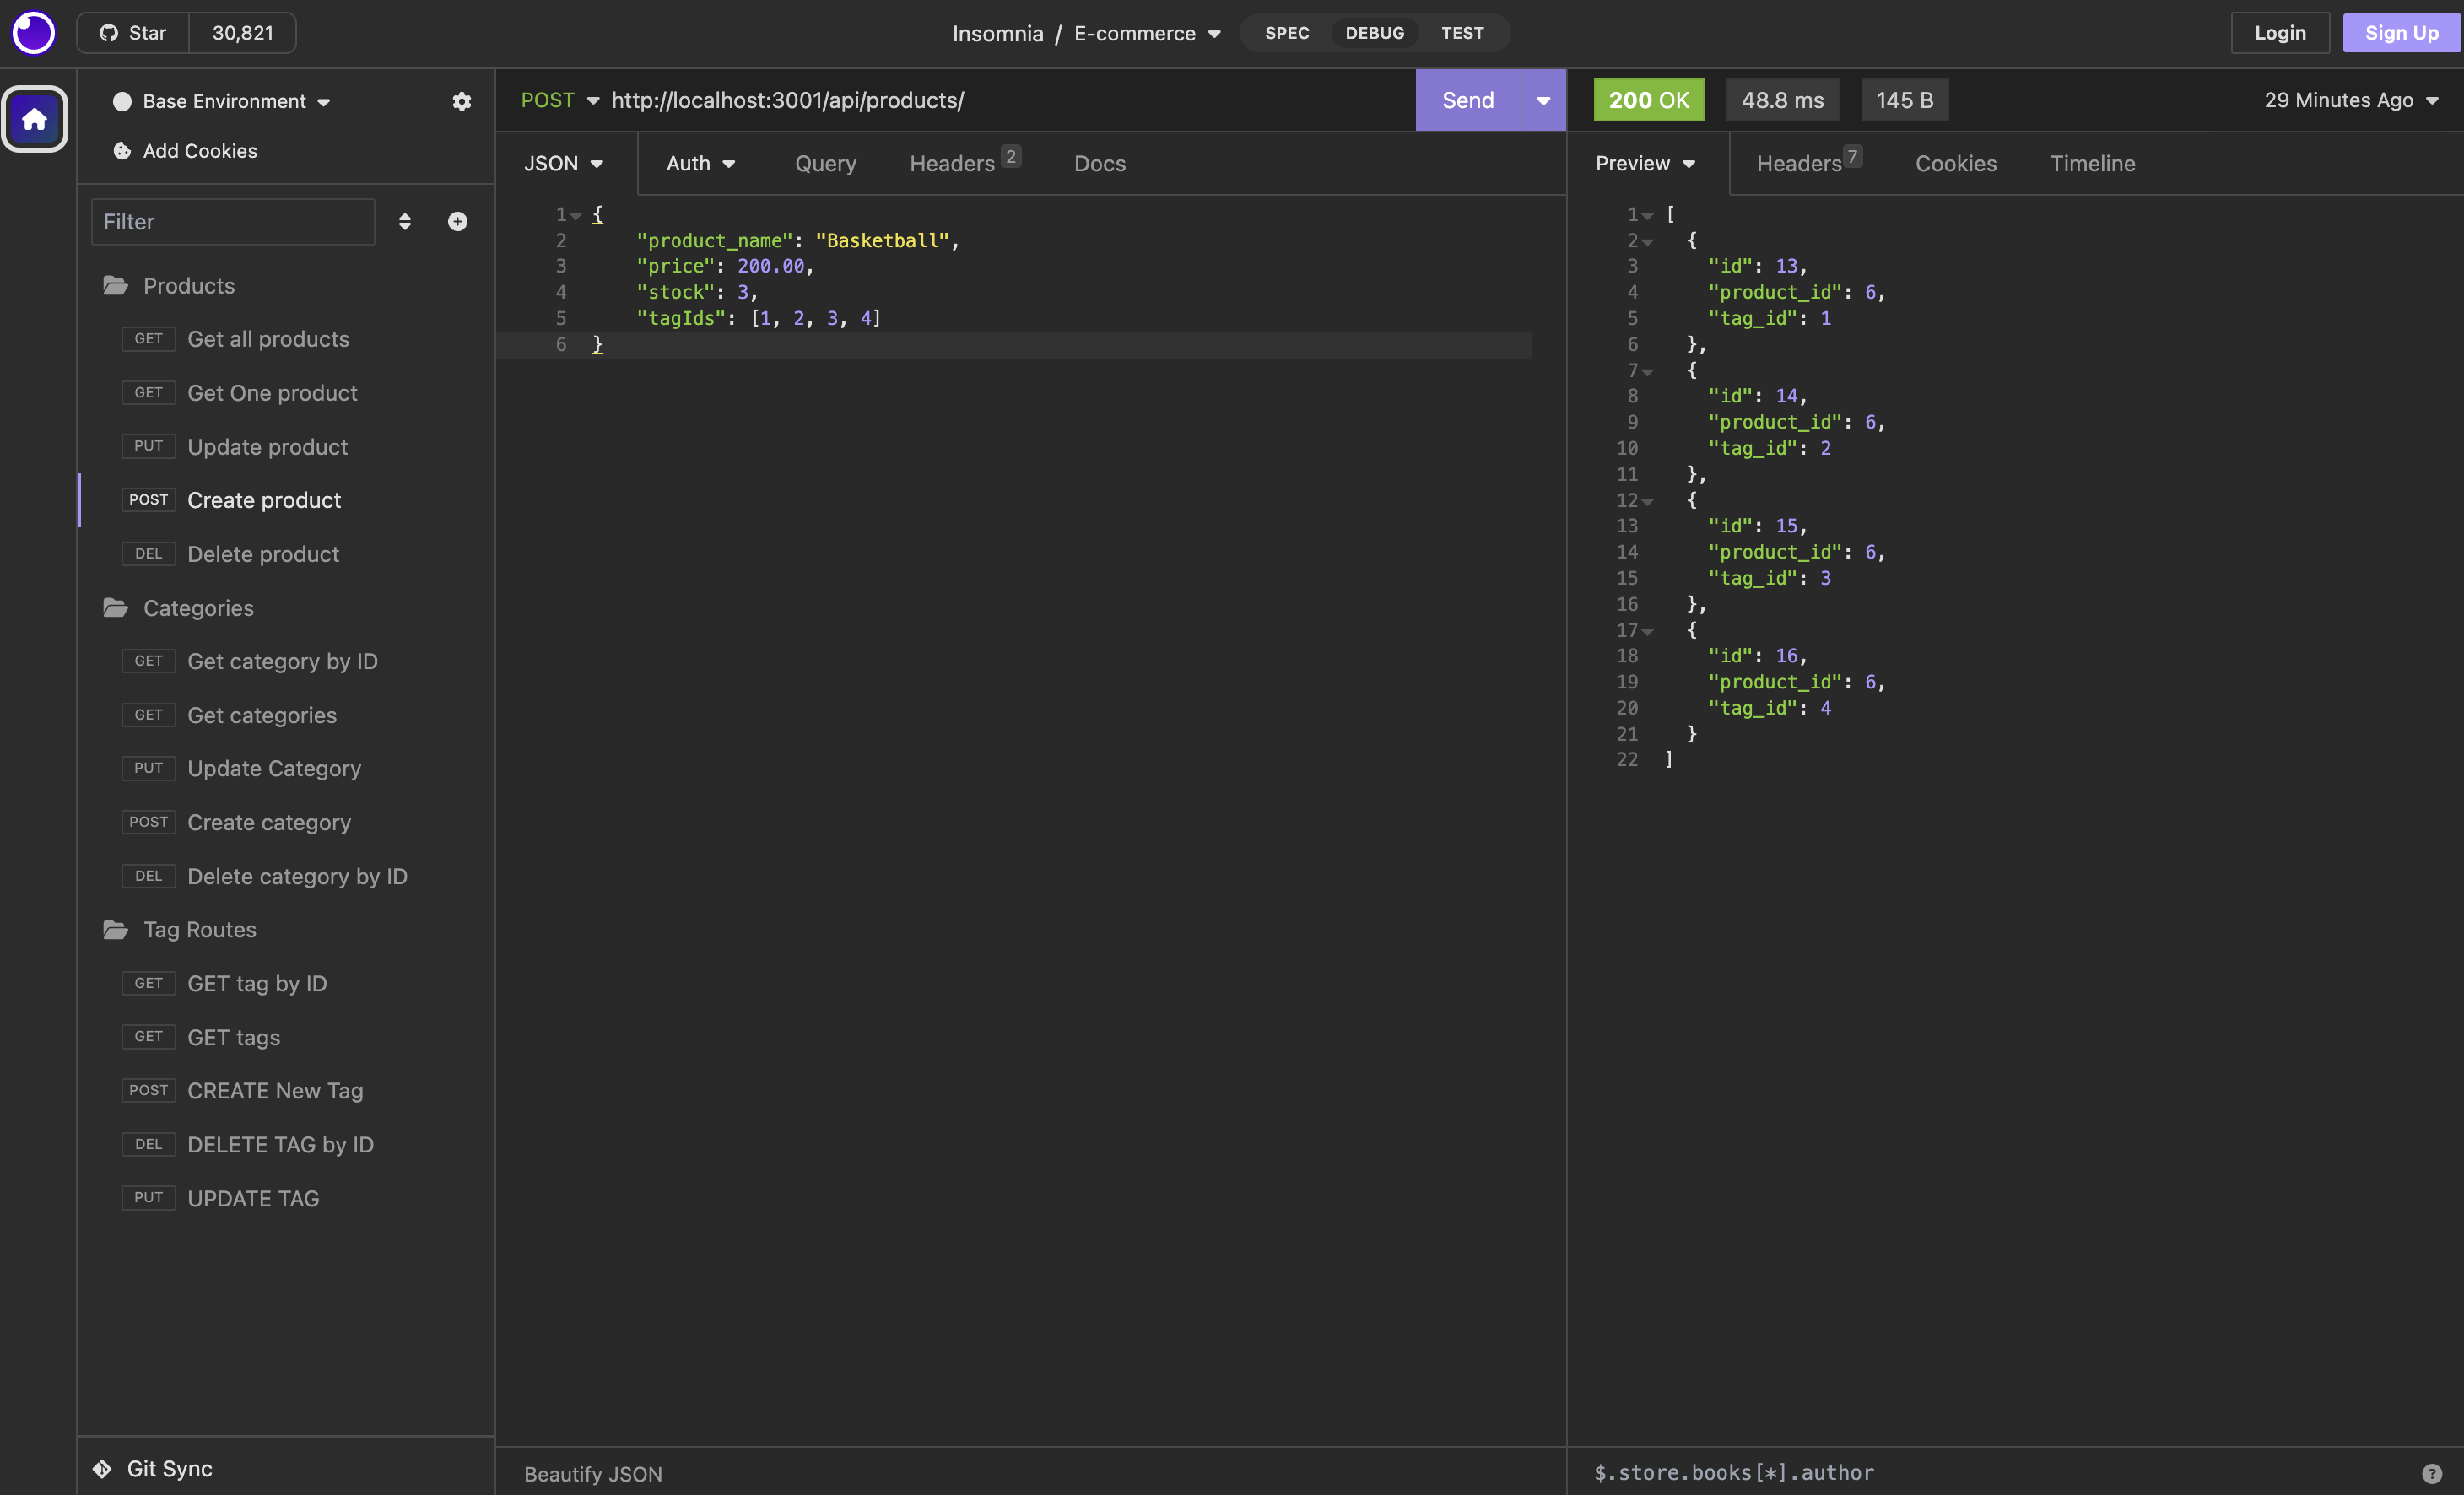 Star 30,821
Insomnia / E-commerce
SPEC DEBUG TEST
Login Sign Up
Base Environment
Add Cookies
Filter
Products
GET Get all products
GET Get One product
PUT Update product
POST Create product
DEL Delete product
Categories
GET Get category by ID
GET Get categories
PUT Update Category
POST Create category
DEL Delete category by ID
Tag Routes
GET GET tag by ID
GET GET tags
POST CREATE New Tag
DEL DELETE TAG by ID
PUT UPDATE TAG
Git Sync
POST http://localhost:3001/api/products/ Send
JSON Auth Query Headers 2 Docs
1 {
2 "product_name": "Basketball",
3 "price": 200.00,
4 "stock": 3,
5 "tagIds": [1, 2, 3, 4]
6 }
Beautify JSON
200 OK 48.8 ms 145 B 29 Minutes Ago
Preview Headers 7 Cookies Timeline
1 [
2 {
3 "id": 13,
4 "product_id": 6,
5 "tag_id": 1
6 },
7 {
8 "id": 14,
9 "product_id": 6,
10 "tag_id": 2
11 },
12 {
13 "id": 15,
14 "product_id": 6,
15 "tag_id": 3
16 },
17 {
18 "id": 16,
19 "product_id": 6,
20 "tag_id": 4
21 }
22 ]
$.store.books[*].author ?